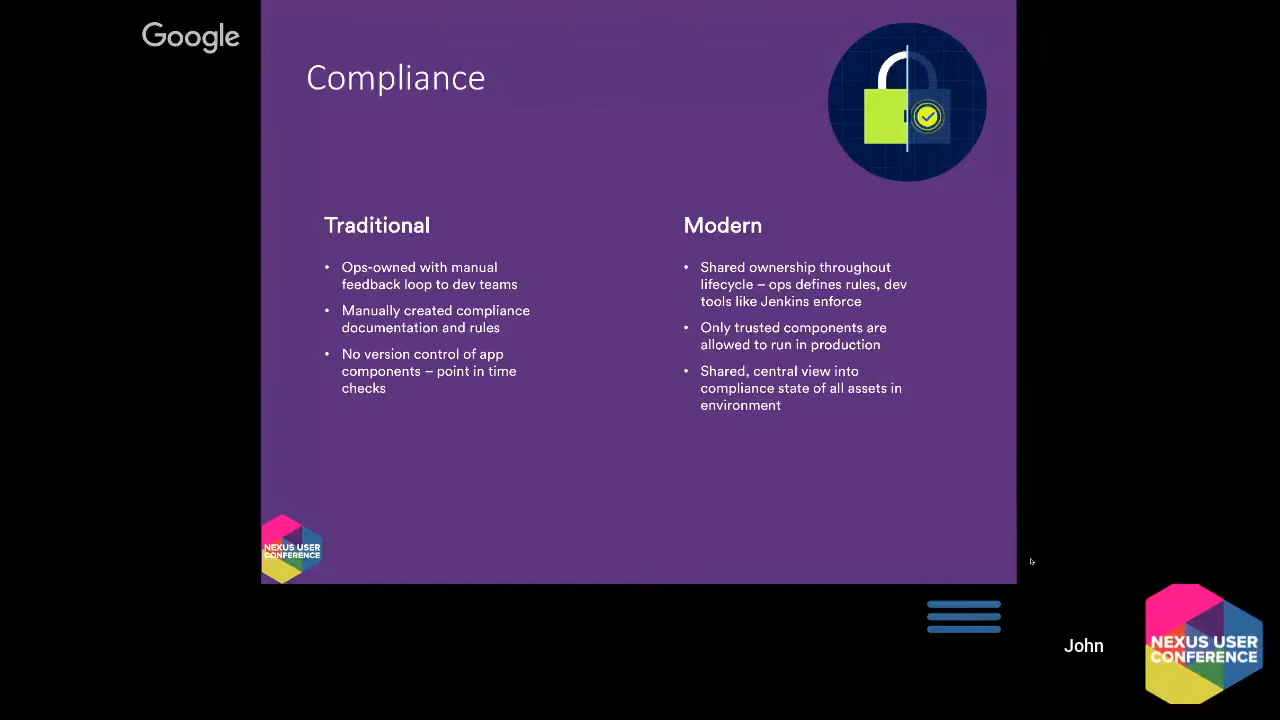 Google
Compliance
Traditional
• Ops-owned with manual
feedback loop to dev teams
• Manually created compliance
documentation and rules
• No version control of app
components – point in time
checks
Modern
• Shared ownership throughout
lifecycle – ops defines rules, dev
tools like Jenkins enforce
• Only trusted components are
allowed to run in production
• Shared, central view into
compliance state of all assets in
environment
NEXUS USER
CONFERENCE
John
NEXUS USER
CONFERENCE